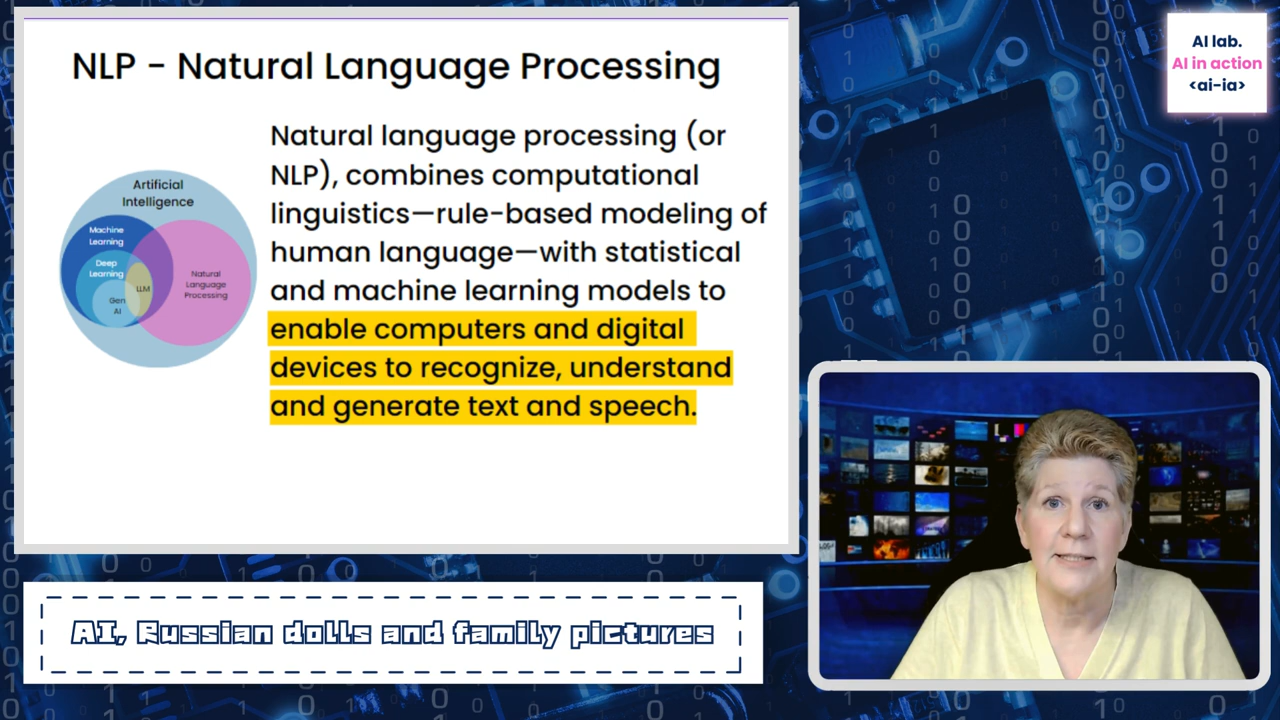 NLP - Natural Language Processing
Artificial
Intelligence
Machine
Learning
Deep
Learning
LLM
Gen
AI
Natural
Language
Processing
Natural language processing (or
NLP), combines computational
linguistics—rule-based modeling of
human language—with statistical
and machine learning models to
enable computers and digital
devices to recognize, understand
and generate text and speech.
AI lab.
AI in action
<ai-ia>
AI, Russian dolls and family pictures